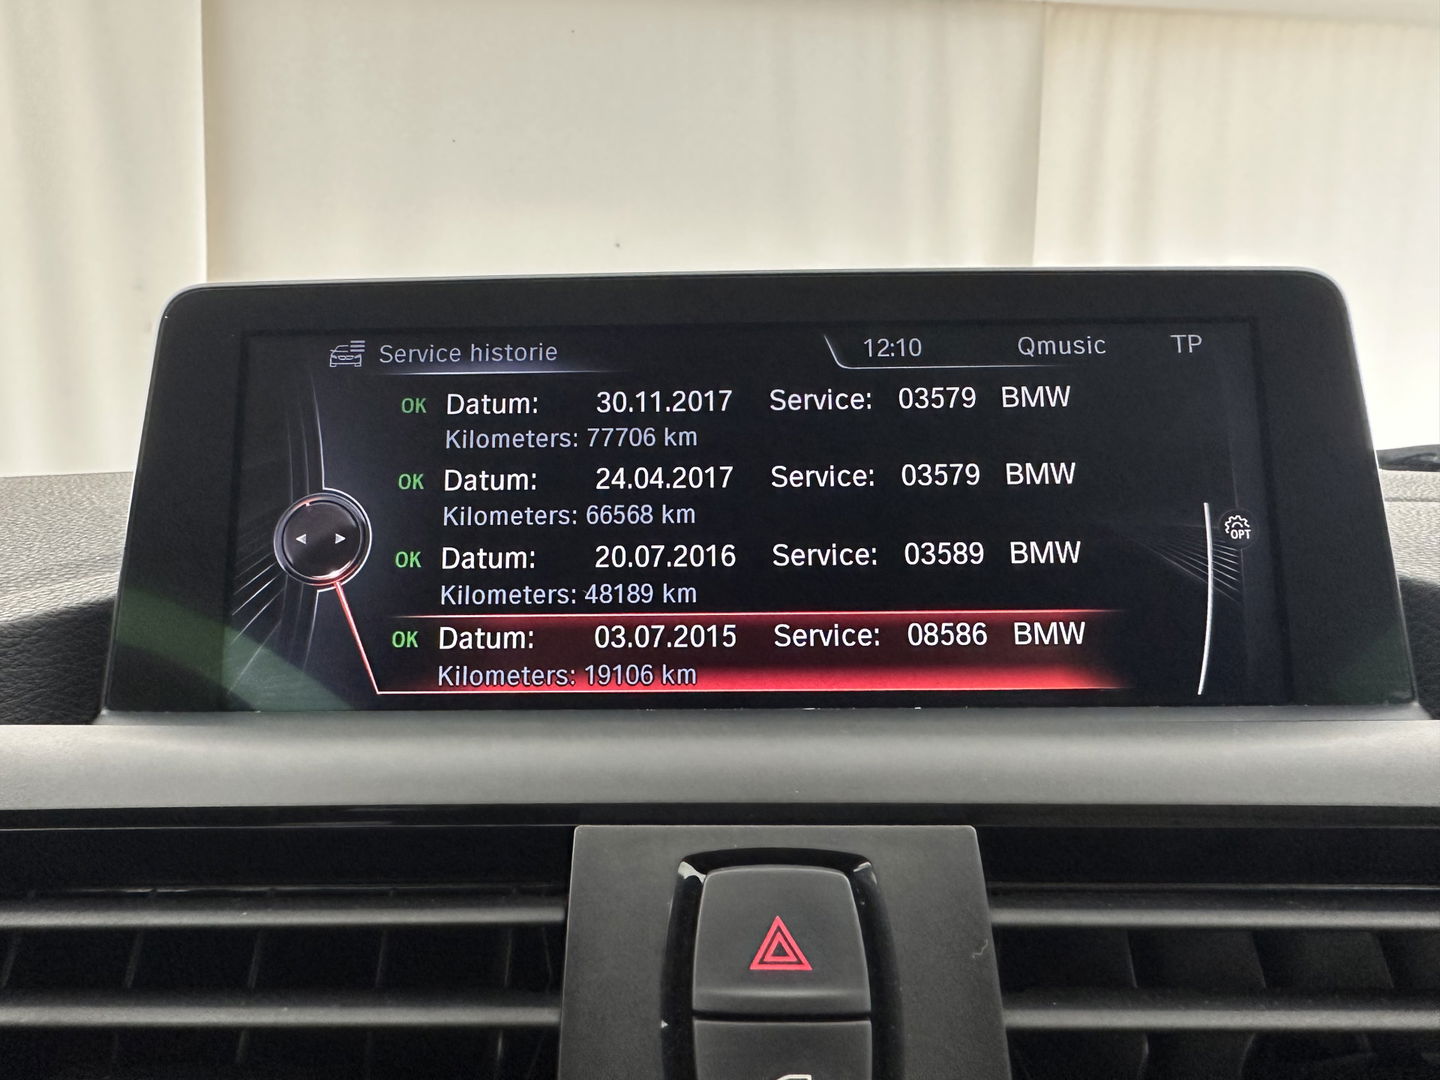 Service historie 12:10 Qmusic TP
OK Datum: 30.11.2017 Service: 03579 BMW
Kilometers: 77706 km
OK Datum: 24.04.2017 Service: 03579 BMW
Kilometers: 66568 km
OK Datum: 20.07.2016 Service: 03589 BMW
Kilometers: 48189 km
OK Datum: 03.07.2015 Service: 08586 BMW
Kilometers: 19106 km
OPT